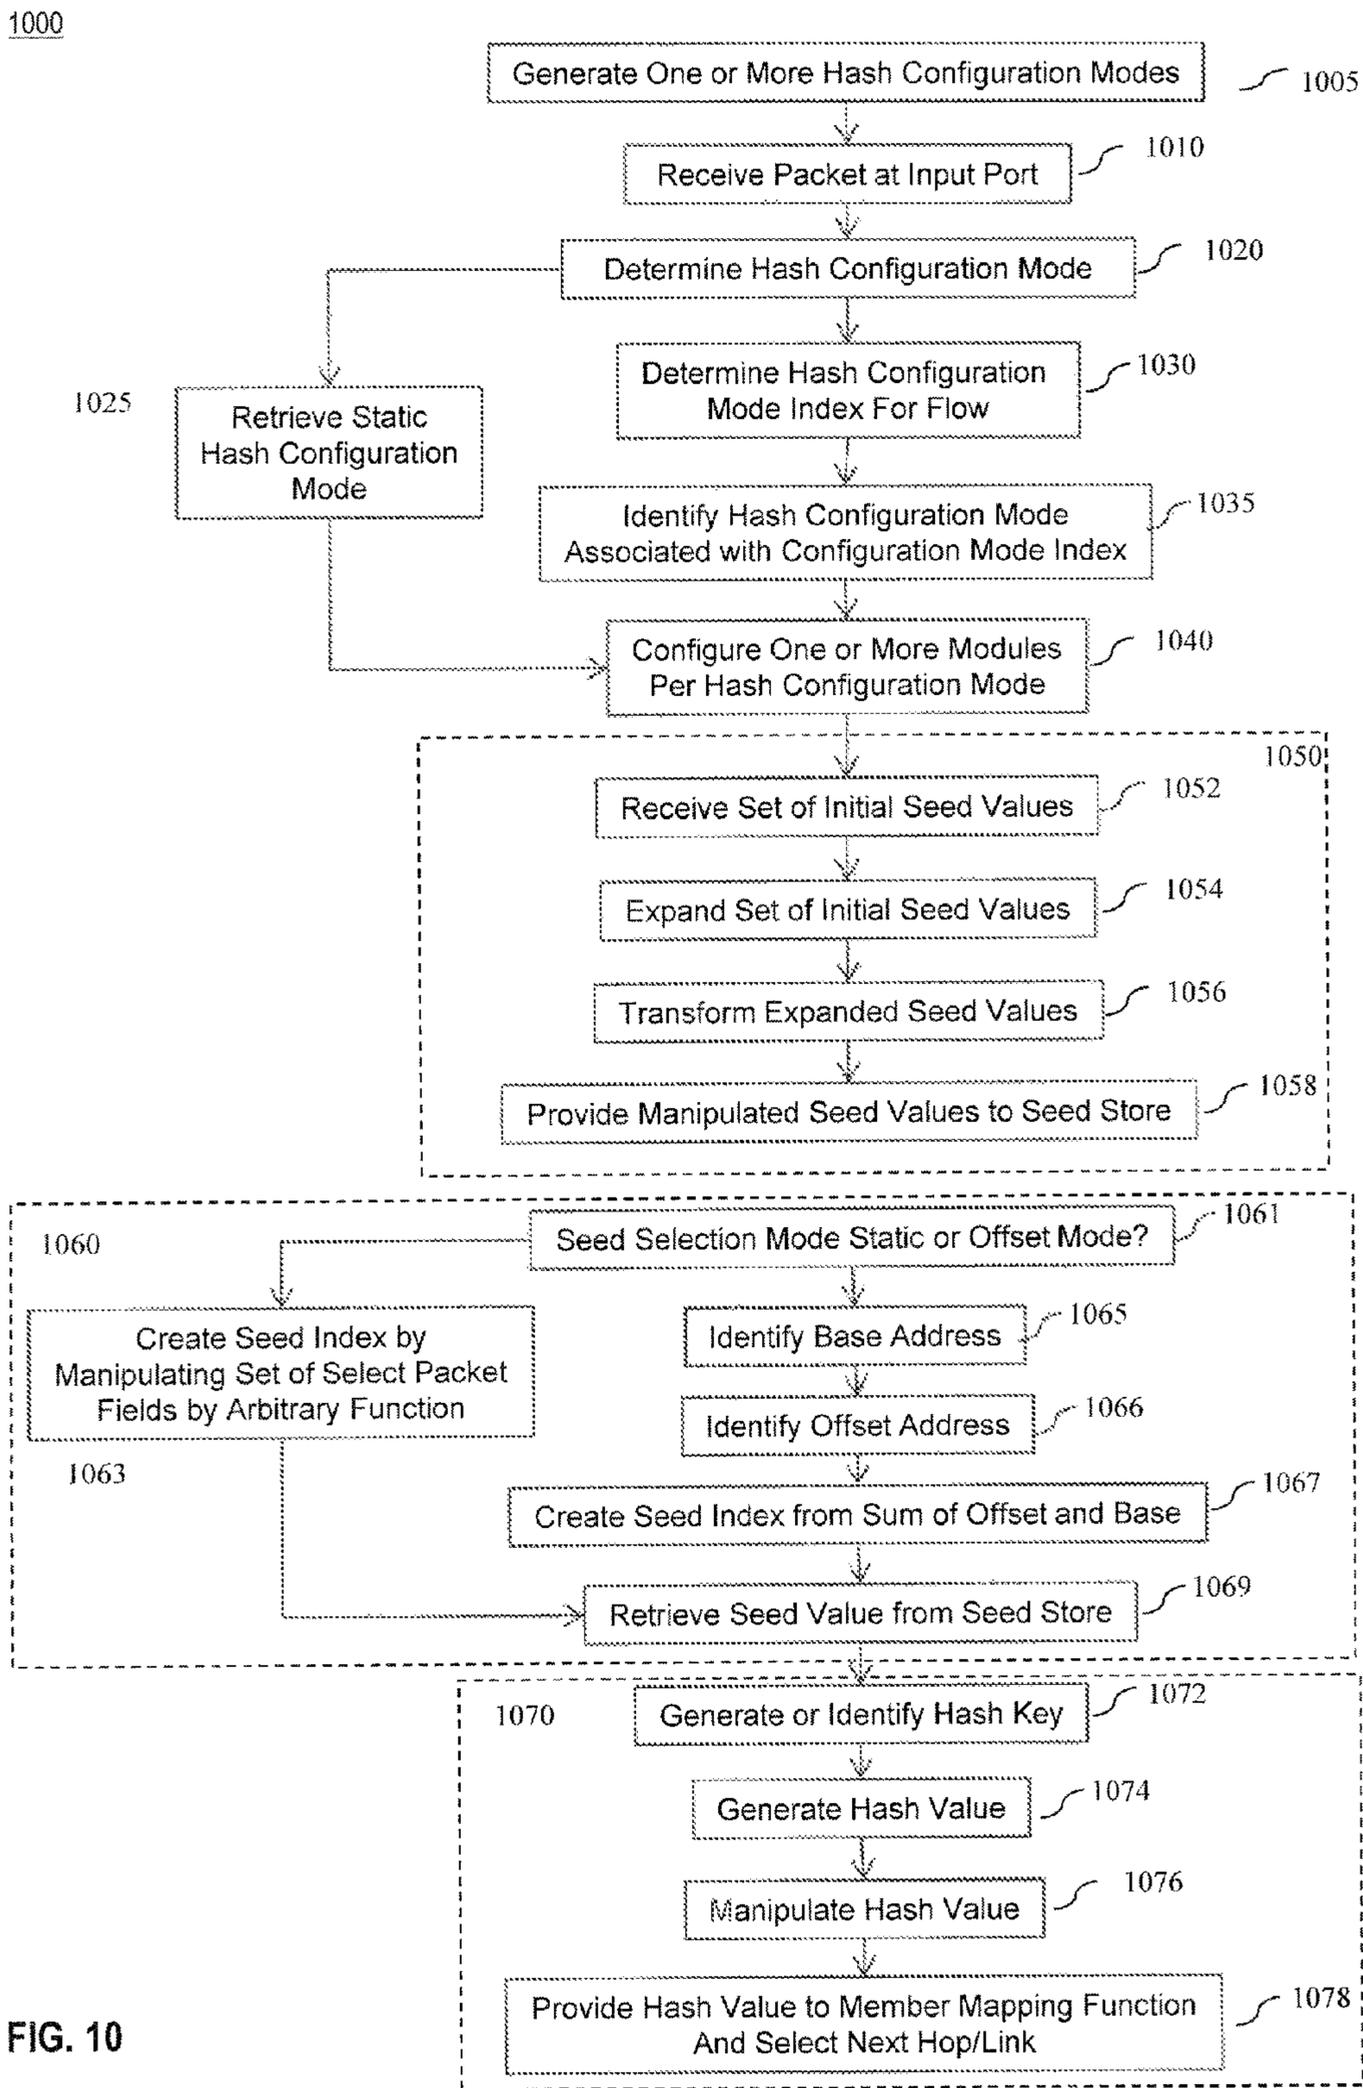 1000
Generate One or More Hash Configuration Modes
1005
Receive Packet at Input Port
1010
Determine Hash Configuration Mode
1020
1025
Retrieve Static
Hash Configuration
Mode
Determine Hash Configuration
Mode Index For Flow
1030
Identify Hash Configuration Mode
Associated with Configuration Mode Index
1035
Configure One or More Modules
Per Hash Configuration Mode
1040
1050
Receive Set of Initial Seed Values
1052
Expand Set of Initial Seed Values
1054
Transform Expanded Seed Values
1056
Provide Manipulated Seed Values to Seed Store
1058
1060
Seed Selection Mode Static or Offset Mode?
1061
Create Seed Index by
Manipulating Set of Select Packet
Fields by Arbitrary Function
1063
Identify Base Address
1065
Identify Offset Address
1066
Create Seed Index from Sum of Offset and Base
1067
Retrieve Seed Value from Seed Store
1069
1070
Generate or Identify Hash Key
1072
Generate Hash Value
1074
Manipulate Hash Value
1076
Provide Hash Value to Member Mapping Function
And Select Next Hop/Link
1078
FIG. 10